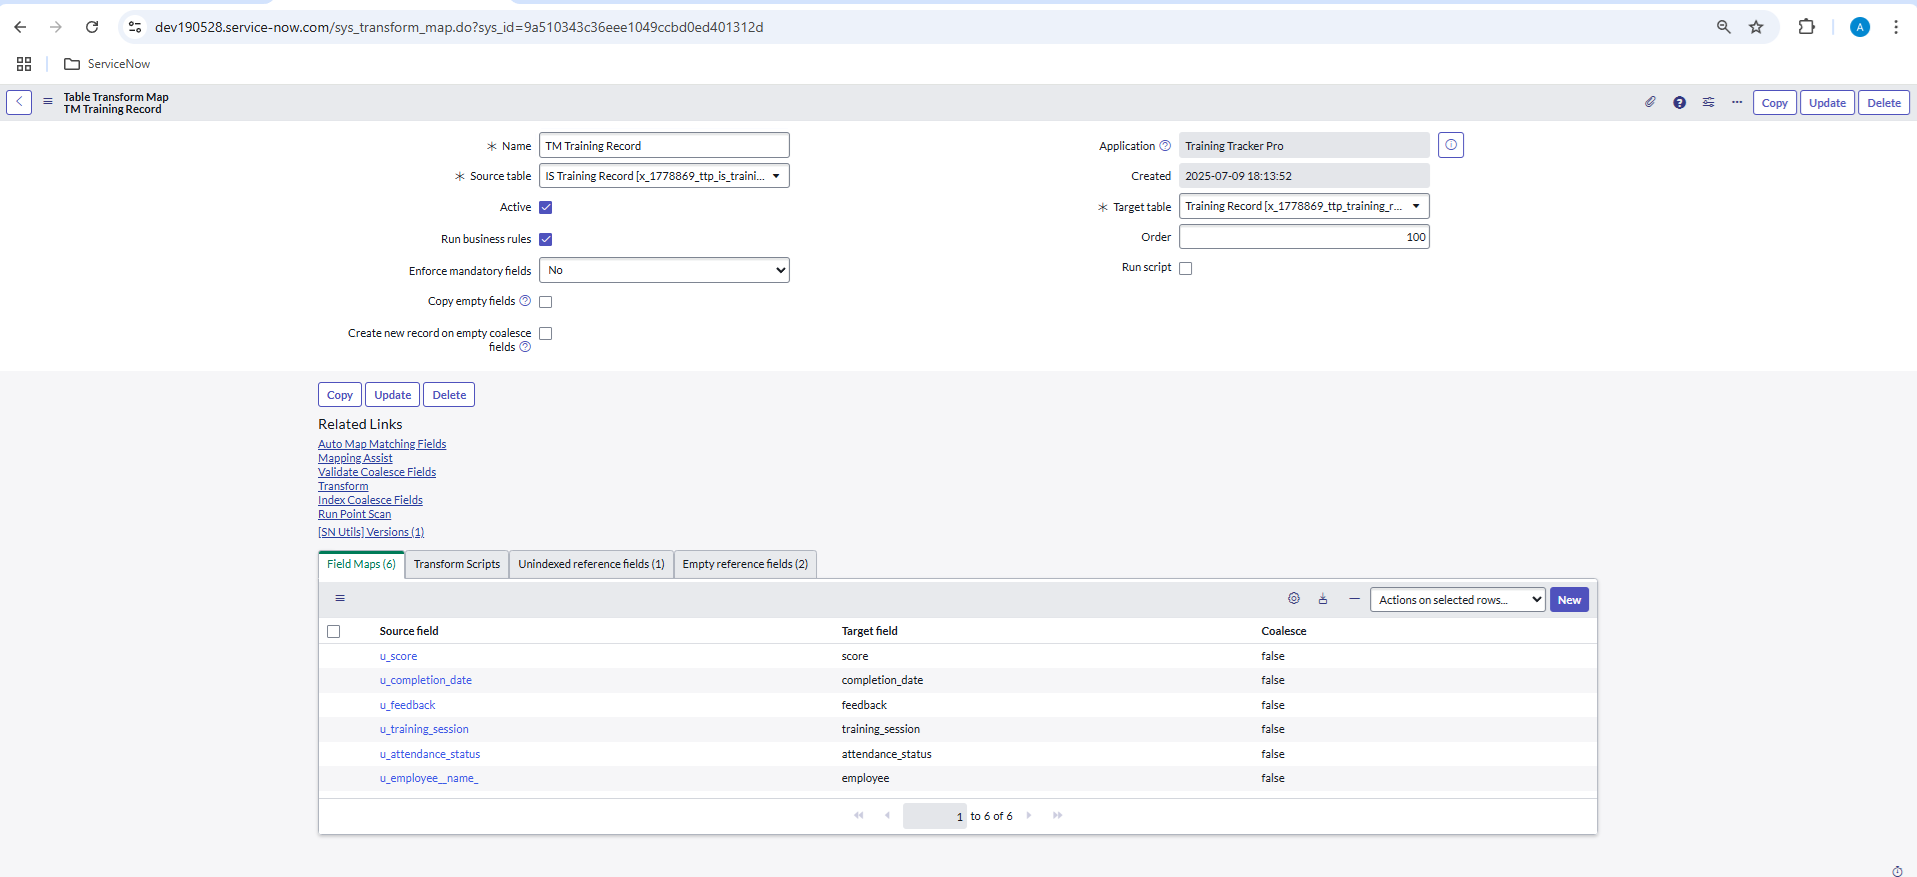 dev190528.service-now.com/sys_transform_map.do?sys_id=9a510343c36eee1049ccbd0ed401312d
A
ServiceNow
Table Transform Map
TM Training Record
Copy Update Delete
Name TM Training Record
Source table IS Training Record [x_1778869_ttp_is_traini...
Active
Run business rules
Enforce mandatory fields No
Copy empty fields
Create new record on empty coalesce
fields
Application Training Tracker Pro
Created 2025-07-09 18:13:52
Target table Training Record [x_1778869_ttp_training_r...
Order 100
Run script
Copy Update Delete
Related Links
Auto Map Matching Fields
Mapping Assist
Validate Coalesce Fields
Transform
Index Coalesce Fields
Run Point Scan
[SN Utils] Versions (1)
Field Maps (6) Transform Scripts Unindexed reference fields (1) Empty reference fields (2)
Actions on selected rows... New
Source field Target field Coalesce
u_score score false
u_completion_date completion_date false
u_feedback feedback false
u_training_session training_session false
u_attendance_status attendance_status false
u_employee__name_ employee false
1 to 6 of 6